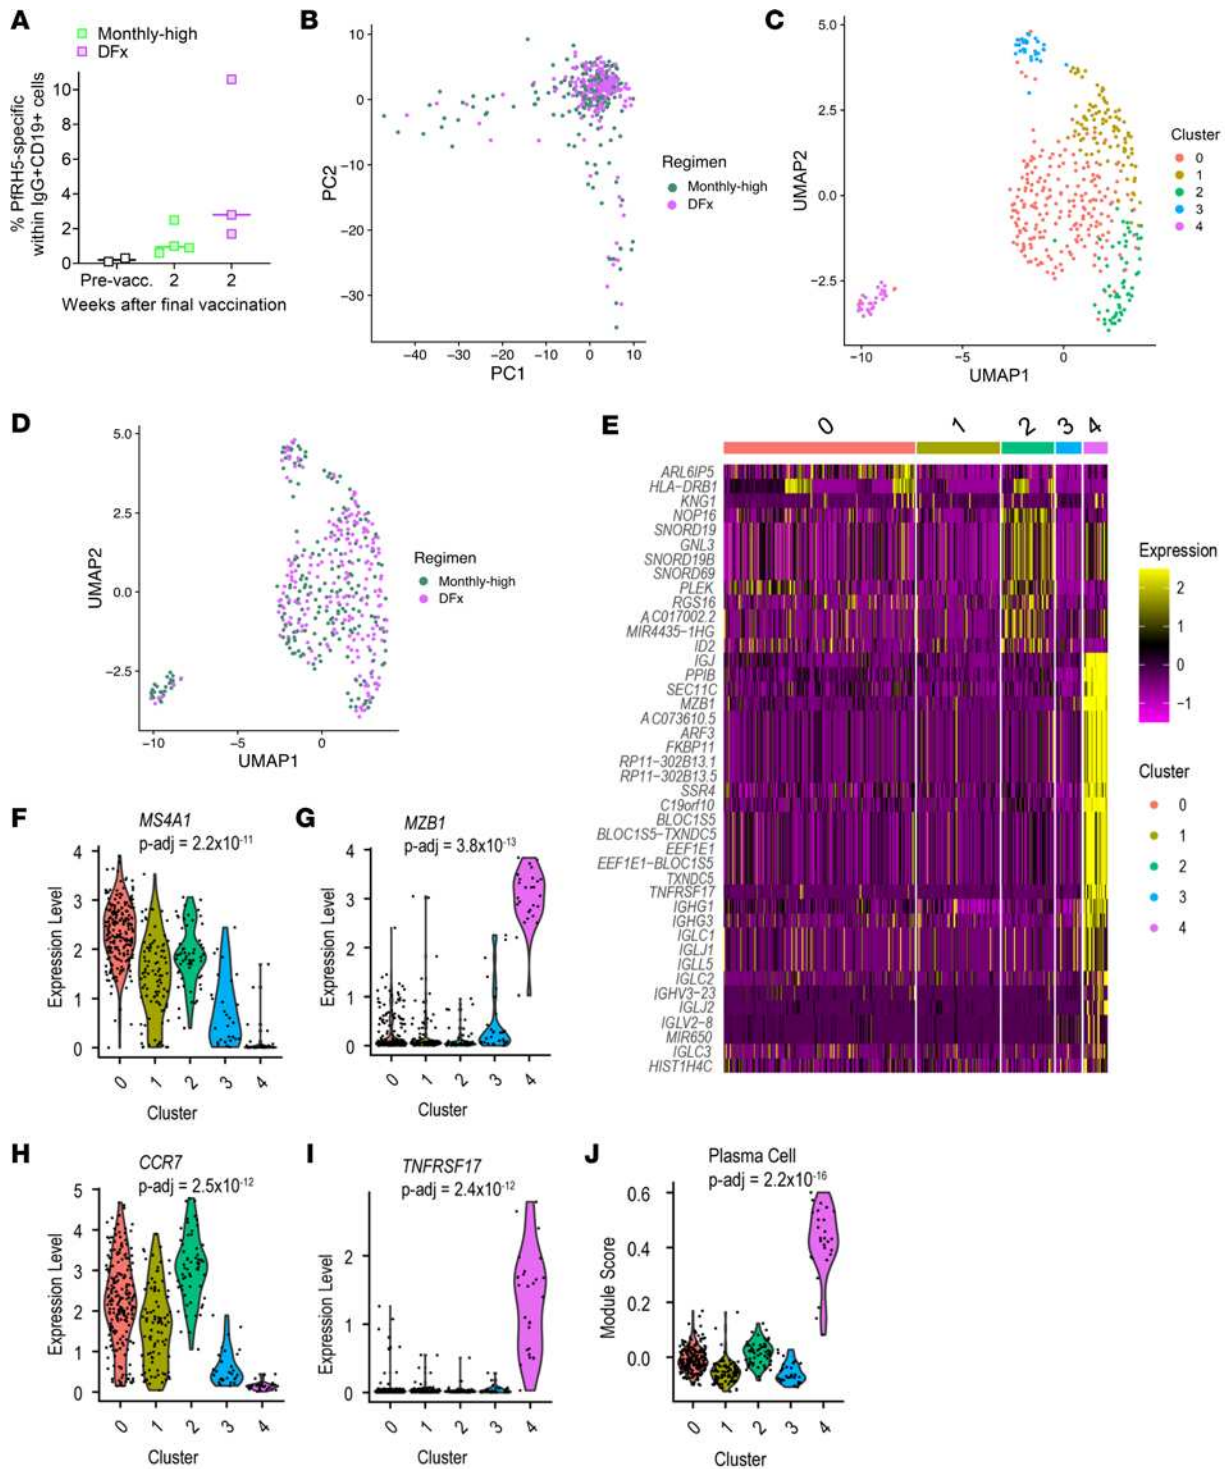 A
Monthly-high
DFx
% PfRH5-specific
within IgG+CD19+ cells
10
8
6
4
2
0
Pre-vacc. 2 2
Weeks after final vaccination
B
PC2
10
0
−10
−20
−30
−40 −30 −20 −10 0 10
PC1
Regimen
Monthly-high
DFx
C
UMAP2
5.0
2.5
0.0
−2.5
−10 −5 0
UMAP1
Cluster
0
1
2
3
4
D
UMAP2
5.0
2.5
0.0
−2.5
−10 −5 0
UMAP1
Regimen
Monthly-high
DFx
E
0 1 2 3 4
ARL6IP5
HLA−DRB1
KNG1
NOP16
SNORD19
GNL3
SNORD19B
SNORD69
PLEK
RGS16
AC017002.2
MIR4435−1HG
ID2
IGJ
PPIB
SEC11C
MZB1
AC073610.5
ARF3
FKBP11
RP11−302B13.1
RP11−302B13.5
SSR4
C19orf10
BLOC1S5
BLOC1S5−TXNDC5
EEF1E1
EEF1E1−BLOC1S5
TXNDC5
TNFRSF17
IGHG1
IGHG3
IGLC1
IGLJ1
IGLL5
IGLC2
IGHV3−23
IGLJ2
IGLV2−8
MIR650
IGLC3
HIST1H4C
Expression
2
1
0
−1
Cluster
0
1
2
3
4
F
MS4A1
p-adj = 2.2x10-11
Expression Level
4
3
2
1
0
0 1 2 3 4
Cluster
G
MZB1
p-adj = 3.8x10-13
Expression Level
4
3
2
1
0
0 1 2 3 4
Cluster
H
CCR7
p-adj = 2.5x10-12
Expression Level
5
4
3
2
1
0
0 1 2 3 4
Cluster
I
TNFRSF17
p-adj = 2.4x10-12
Expression Level
2
1
0
0 1 2 3 4
Cluster
J
Plasma Cell
p-adj = 2.2x10-16
Module Score
0.6
0.4
0.2
0.0
0 1 2 3 4
Cluster